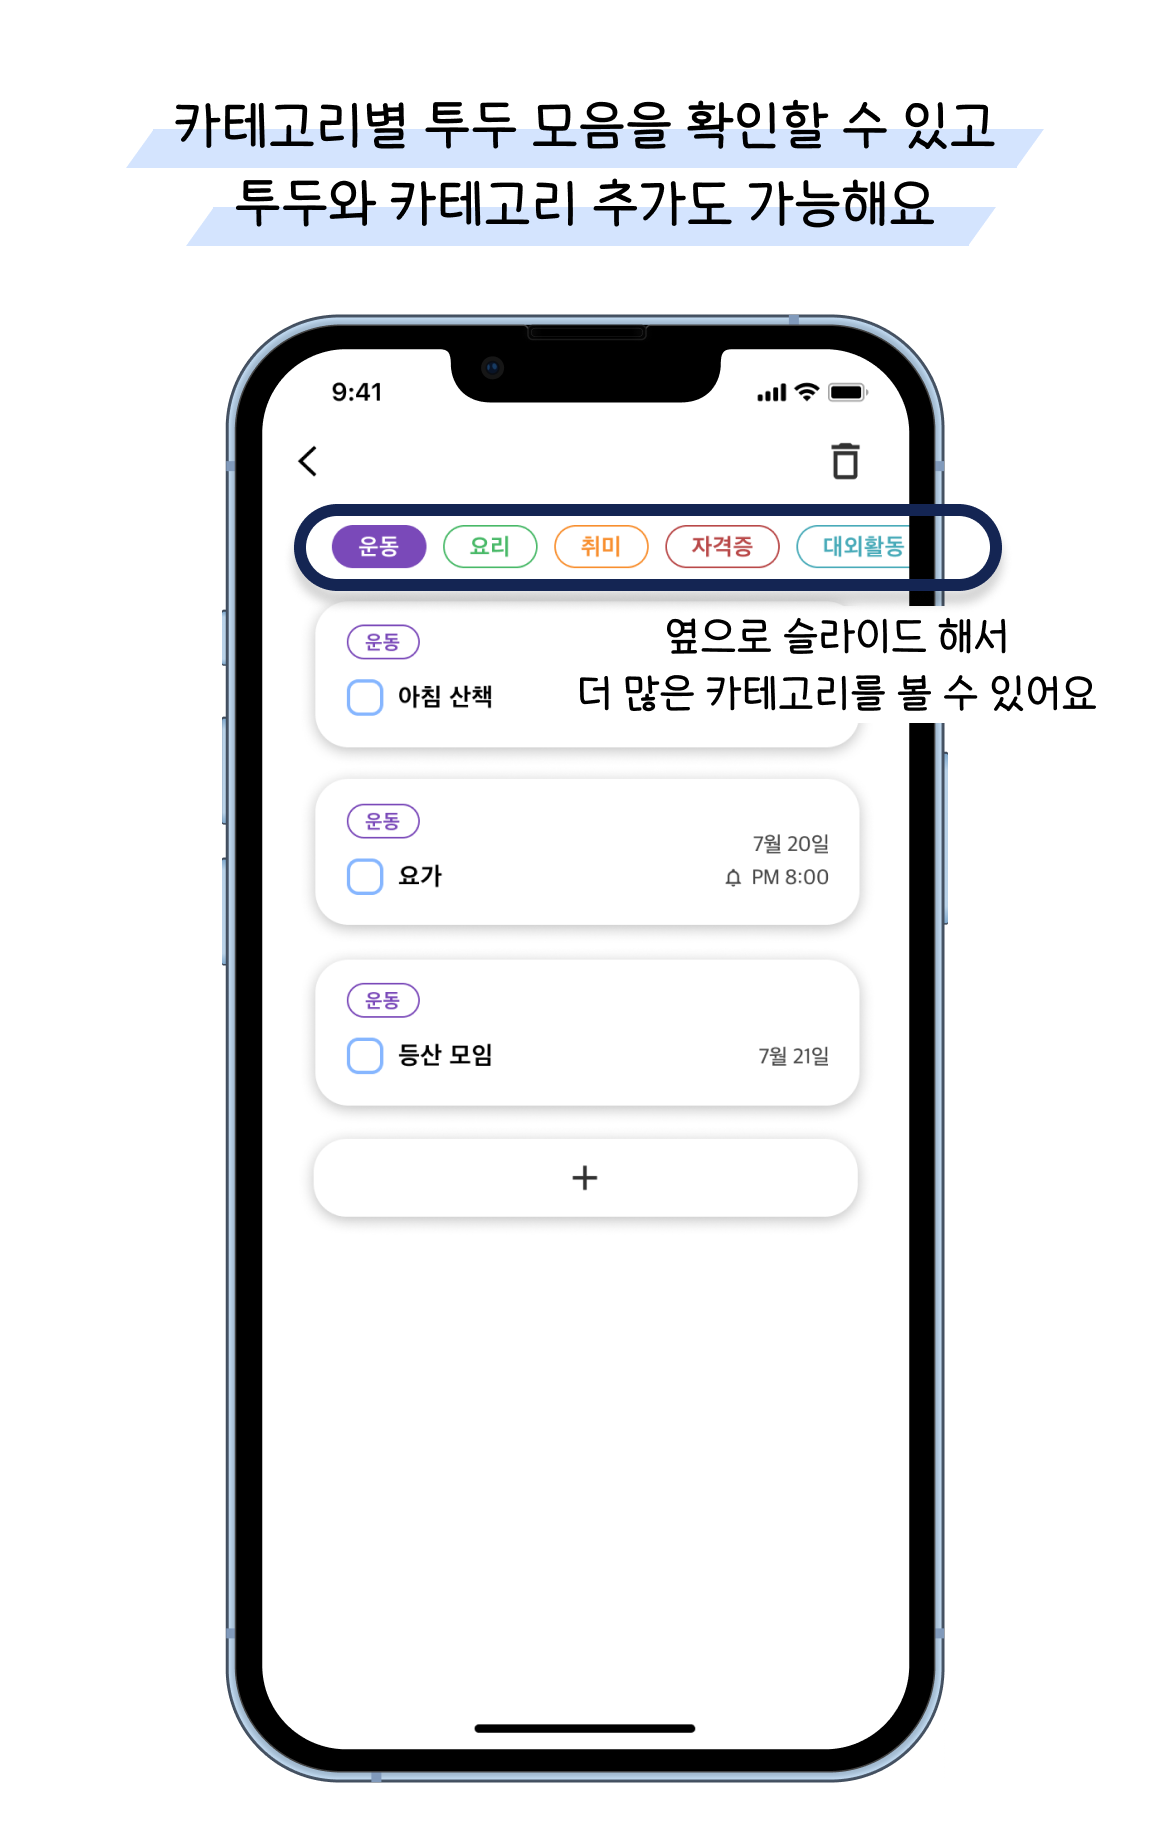 카테고리별 투두 모음을 확인할 수 있고
투두와 카테고리 추가도 가능해요
9:41
운동 요리 취미 자격증 대외활동
운동
아침 산책
옆으로 슬라이드 해서
더 많은 카테고리를 볼 수 있어요
운동
요가
7월 20일
PM 8:00
운동
등산 모임
7월 21일
+